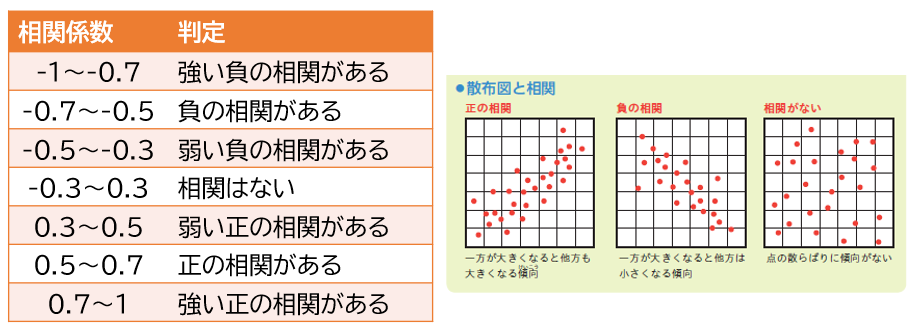 相関係数 判定
-1～-0.7 強い負の相関がある
-0.7～-0.5 負の相関がある
-0.5～-0.3 弱い負の相関がある
-0.3～0.3 相関はない
0.3～0.5 弱い正の相関がある
0.5～0.7 正の相関がある
0.7～1 強い正の相関がある
●散布図と相関
正の相関
一方が大きくなると他方も
大きくなる傾向
けいこう
負の相関
一方が大きくなると他方は
小さくなる傾向
相関がない
点の散らばりに傾向がない